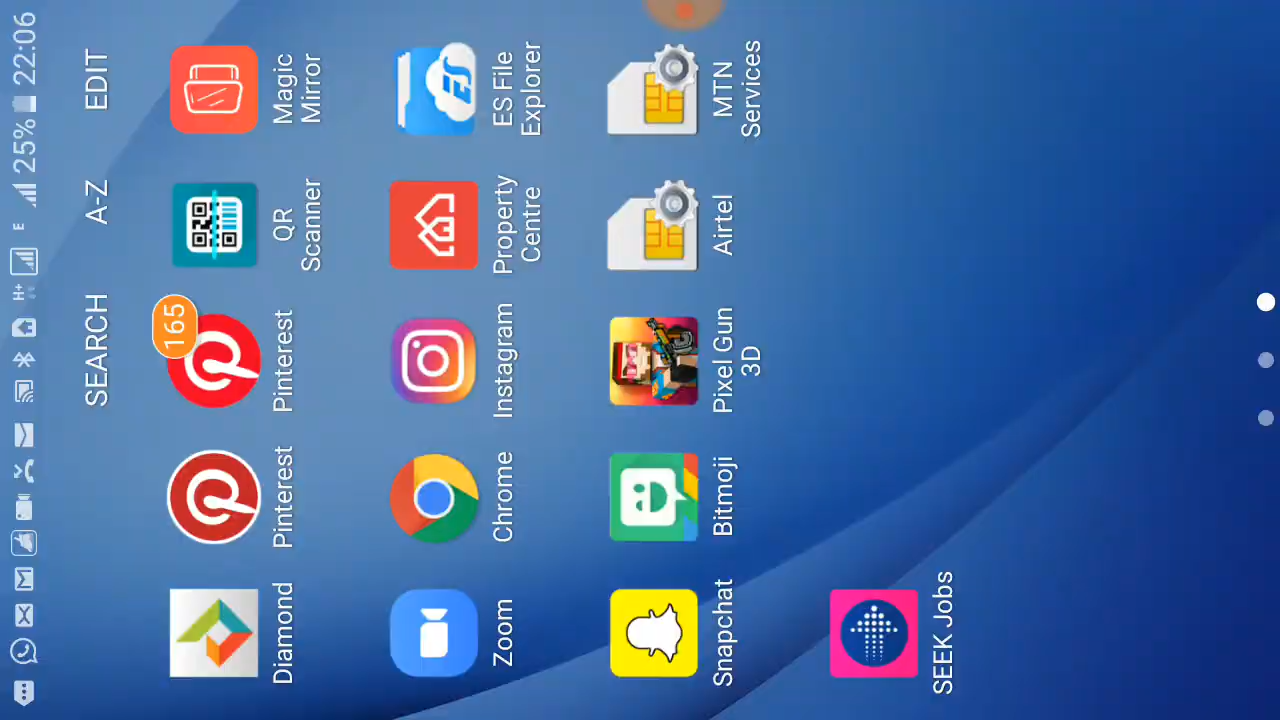 H+ E 25% 22:06
SEARCH A-Z EDIT
165
Diamond
Pinterest
Pinterest
QR
Scanner
Magic
Mirror
ES
Zoom
Chrome
Instagram
Property
Centre
ES File
Explorer
Snapchat
Bitmoji
Pixel Gun
3D
Airtel
MTN
Services
SEEK Jobs